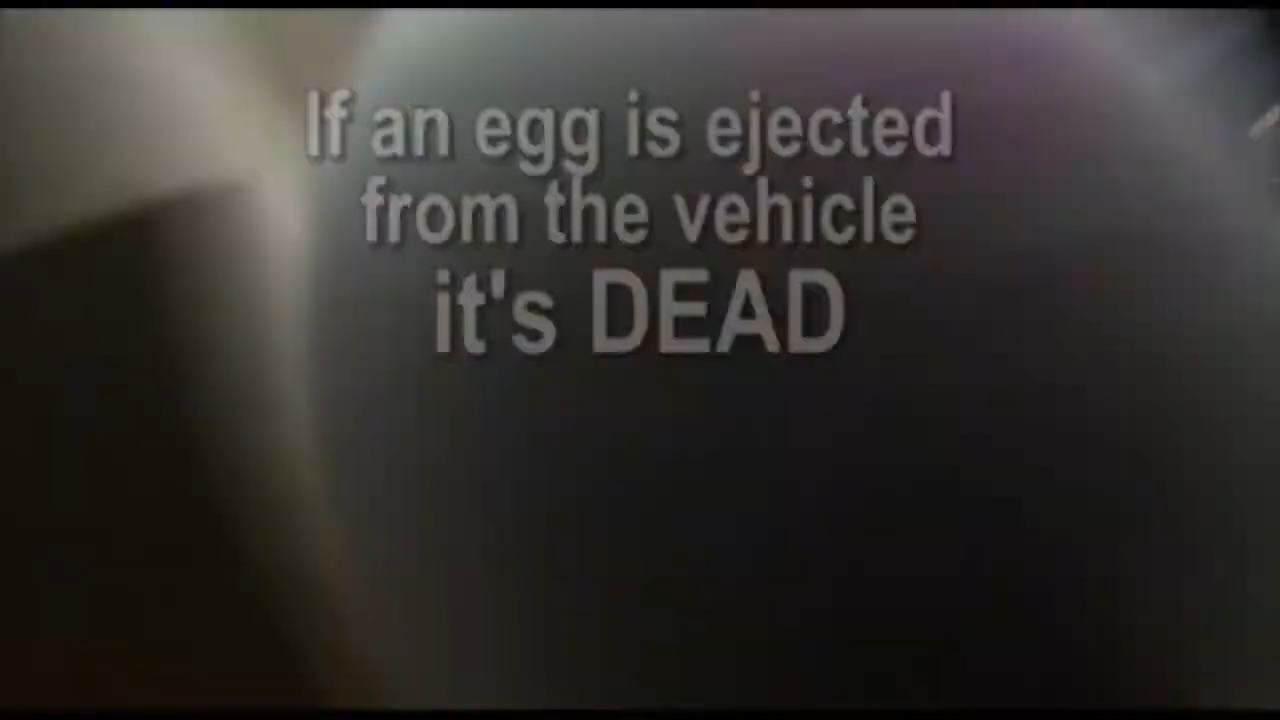 If an egg is ejected
from the vehicle
it's DEAD